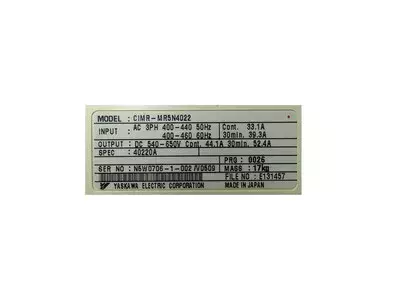 MODEL : CIMR-MR5N4022
INPUT : AC 3PH 400-440 50Hz Cont. 33.1A
400-460 60Hz 30min. 39.3A
OUTPUT : DC 540-650V Cont. 44.1A 30min. 52.4A
SPEC : 40220A PRG : 0026
SER NO : N5W0706-1-002/V0509 MASS : 17kg
FILE NO : E131457
YASKAWA ELECTRIC CORPORATION MADE IN JAPAN